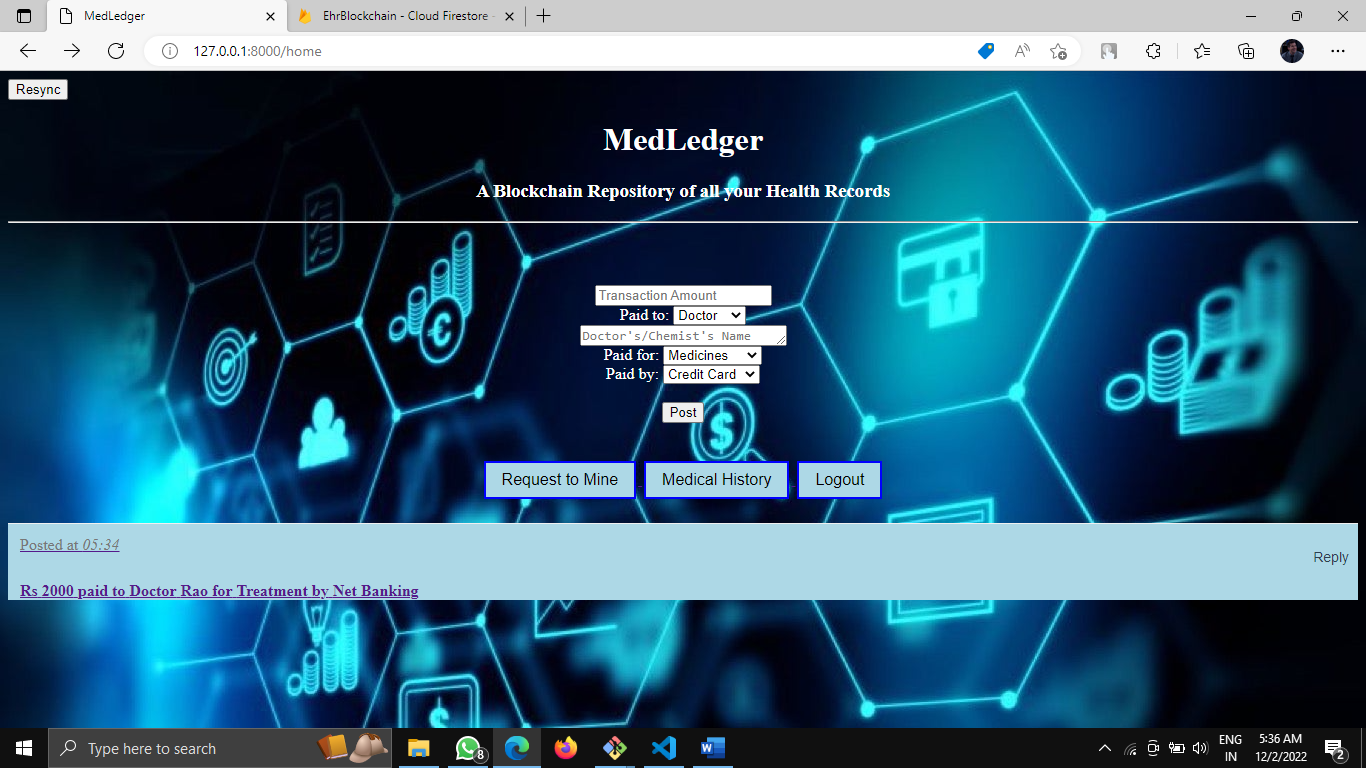 MedLedger
EhrBlockchain - Cloud Firestore -
127.0.0.1:8000/home
Resync
MedLedger
A Blockchain Repository of all your Health Records
Transaction Amount
Paid to: Doctor
Doctor's/Chemist's Name
Paid for: Medicines
Paid by: Credit Card
Post
Request to Mine Medical History Logout
Posted at 05:34
Reply
Rs 2000 paid to Doctor Rao for Treatment by Net Banking
Type here to search
8
ENG
IN
5:36 AM
12/2/2022
2